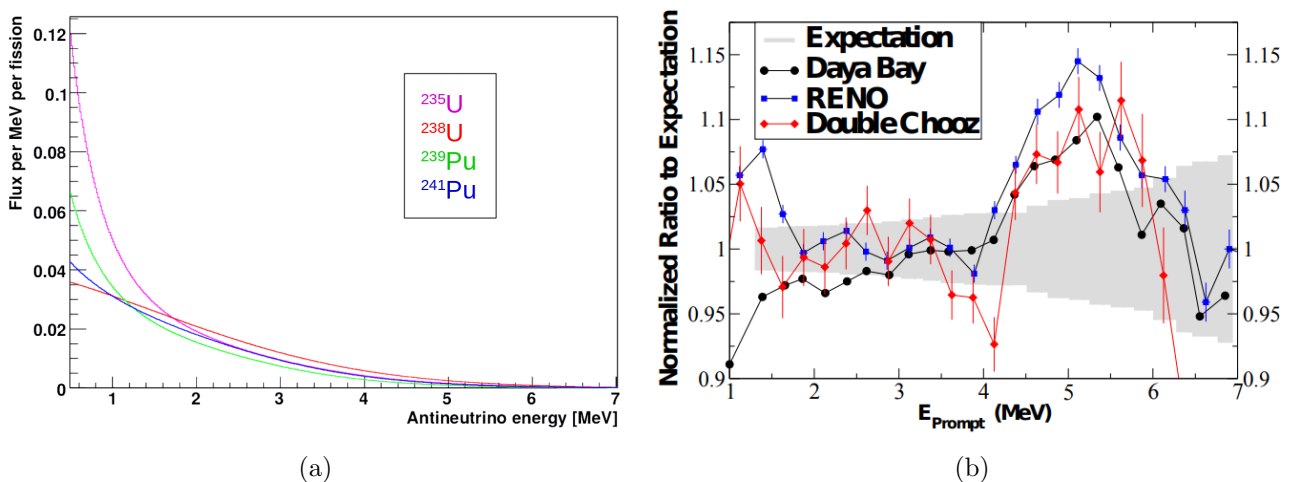 Flux per MeV per fission
0.12
0.1
0.08
0.06
0.04
0.02
0
²³⁵U
²³⁸U
²³⁹Pu
²⁴¹Pu
1 2 3 4 5 6 7
Antineutrino energy [MeV]
(a)
Normalized Ratio to Expectation
Expectation
Daya Bay
RENO
Double Chooz
1.15 1.15
1.1 1.1
1.05 1.05
1 1
0.95 0.95
0.9 0.9
1 2 3 4 5 6 7
E_Prompt (MeV)
(b)